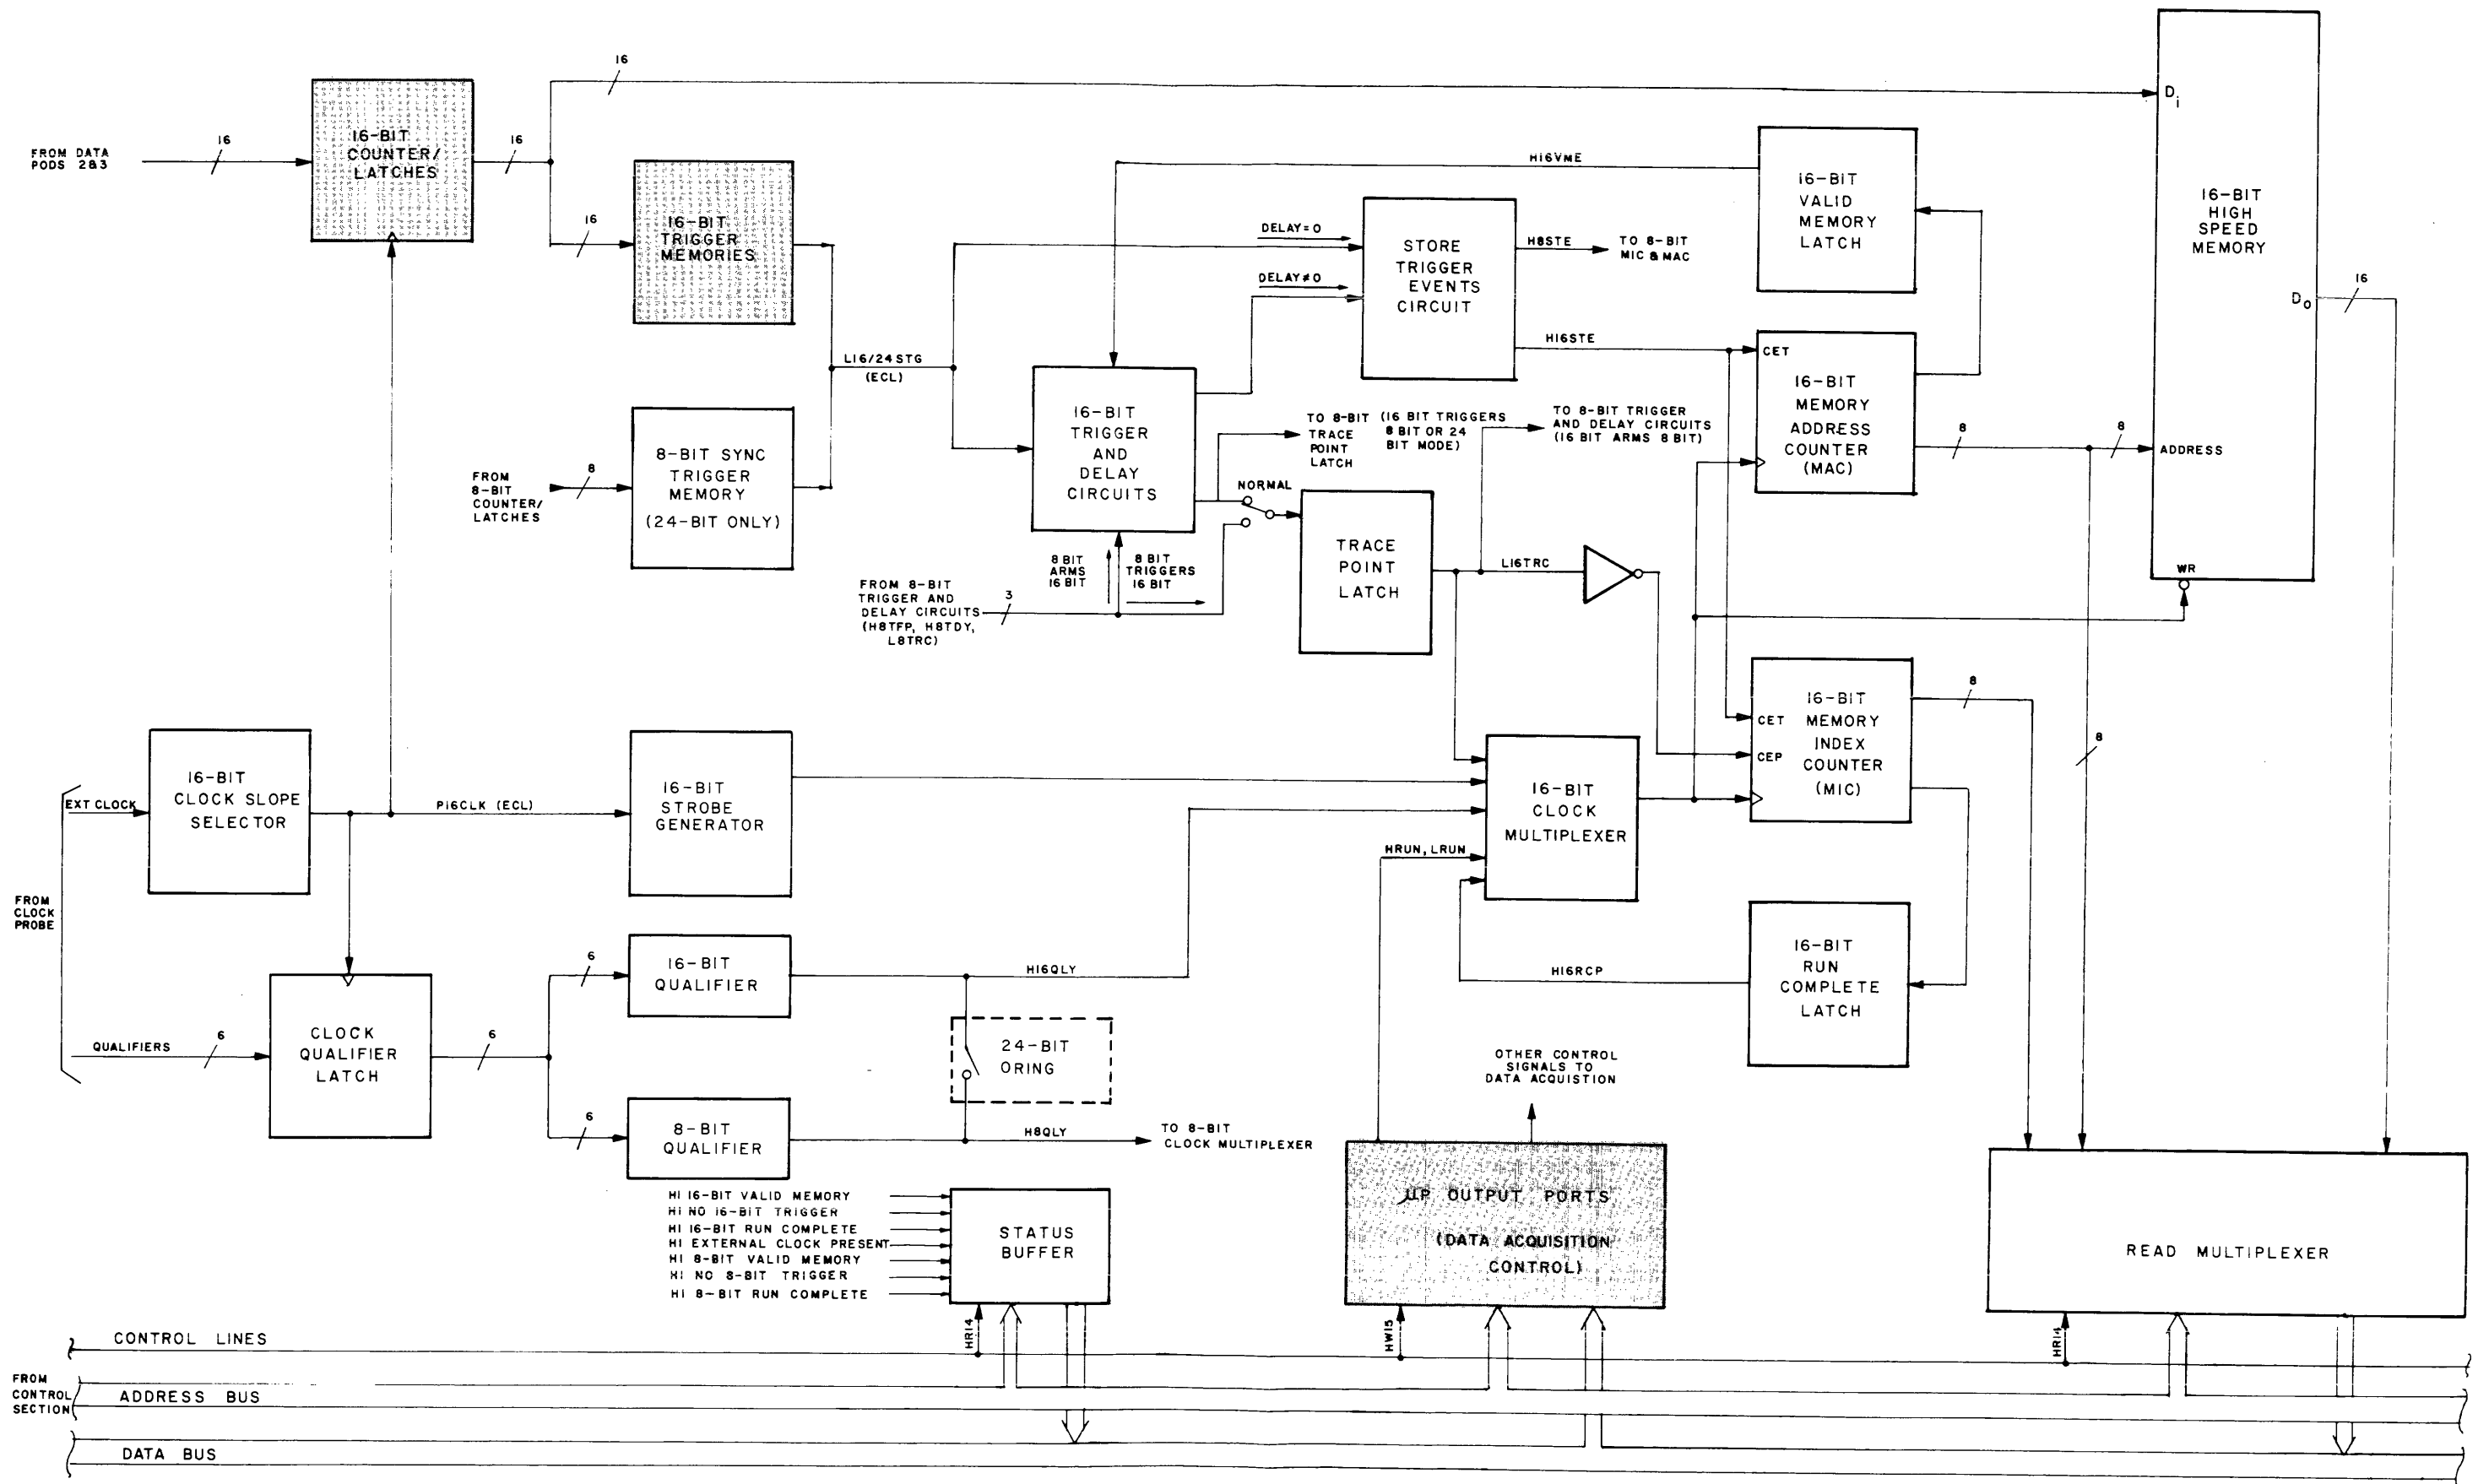 FROM DATA
PODS 2&3
16
16-BIT
COUNTER/
LATCHES
16
16
16
16-BIT
TRIGGER
MEMORIES
FROM
8-BIT
COUNTER/
LATCHES
8
8-BIT SYNC
TRIGGER
MEMORY
(24-BIT ONLY)
L16/24STG
(ECL)
H16VME
DELAY=0
DELAY≠0
STORE
TRIGGER
EVENTS
CIRCUIT
H8STE
TO 8-BIT
MIC & MAC
H16STE
16-BIT
VALID
MEMORY
LATCH
CET
16-BIT
MEMORY
ADDRESS
COUNTER
(MAC)
8
8
Di
16-BIT
HIGH
SPEED
MEMORY
Do
16
ADDRESS
WR
16-BIT
TRIGGER
AND
DELAY
CIRCUITS
TO 8-BIT (16 BIT TRIGGERS
TRACE 8 BIT OR 24
POINT BIT MODE)
LATCH
TO 8-BIT TRIGGER
AND DELAY CIRCUITS
(16 BIT ARMS 8 BIT)
NORMAL
8 BIT
ARMS
16 BIT
8 BIT
TRIGGERS
16 BIT
FROM 8-BIT
TRIGGER AND
DELAY CIRCUITS
(H8TFP, H8TDY,
L8TRC)
3
TRACE
POINT
LATCH
L16TRC
CET
CEP
16-BIT
MEMORY
INDEX
COUNTER
(MIC)
8
8
FROM
CLOCK
PROBE
EXT CLOCK
16-BIT
CLOCK SLOPE
SELECTOR
P16CLK (ECL)
16-BIT
STROBE
GENERATOR
16-BIT
CLOCK
MULTIPLEXER
HRUN, LRUN
H16RCP
16-BIT
RUN
COMPLETE
LATCH
QUALIFIERS
6
CLOCK
QUALIFIER
LATCH
6
6
16-BIT
QUALIFIER
H16QLY
24-BIT
ORING
6
8-BIT
QUALIFIER
H8QLY
TO 8-BIT
CLOCK MULTIPLEXER
OTHER CONTROL
SIGNALS TO
DATA ACQUISTION
HI 16-BIT VALID MEMORY
HI NO 16-BIT TRIGGER
HI 16-BIT RUN COMPLETE
HI EXTERNAL CLOCK PRESENT
HI 8-BIT VALID MEMORY
HI NO 8-BIT TRIGGER
HI 8-BIT RUN COMPLETE
STATUS
BUFFER
µP OUTPUT PORTS
(DATA ACQUISITION
CONTROL)
READ MULTIPLEXER
HR14
HW15
HR14
CONTROL LINES
FROM
CONTROL
SECTION
ADDRESS BUS
DATA BUS